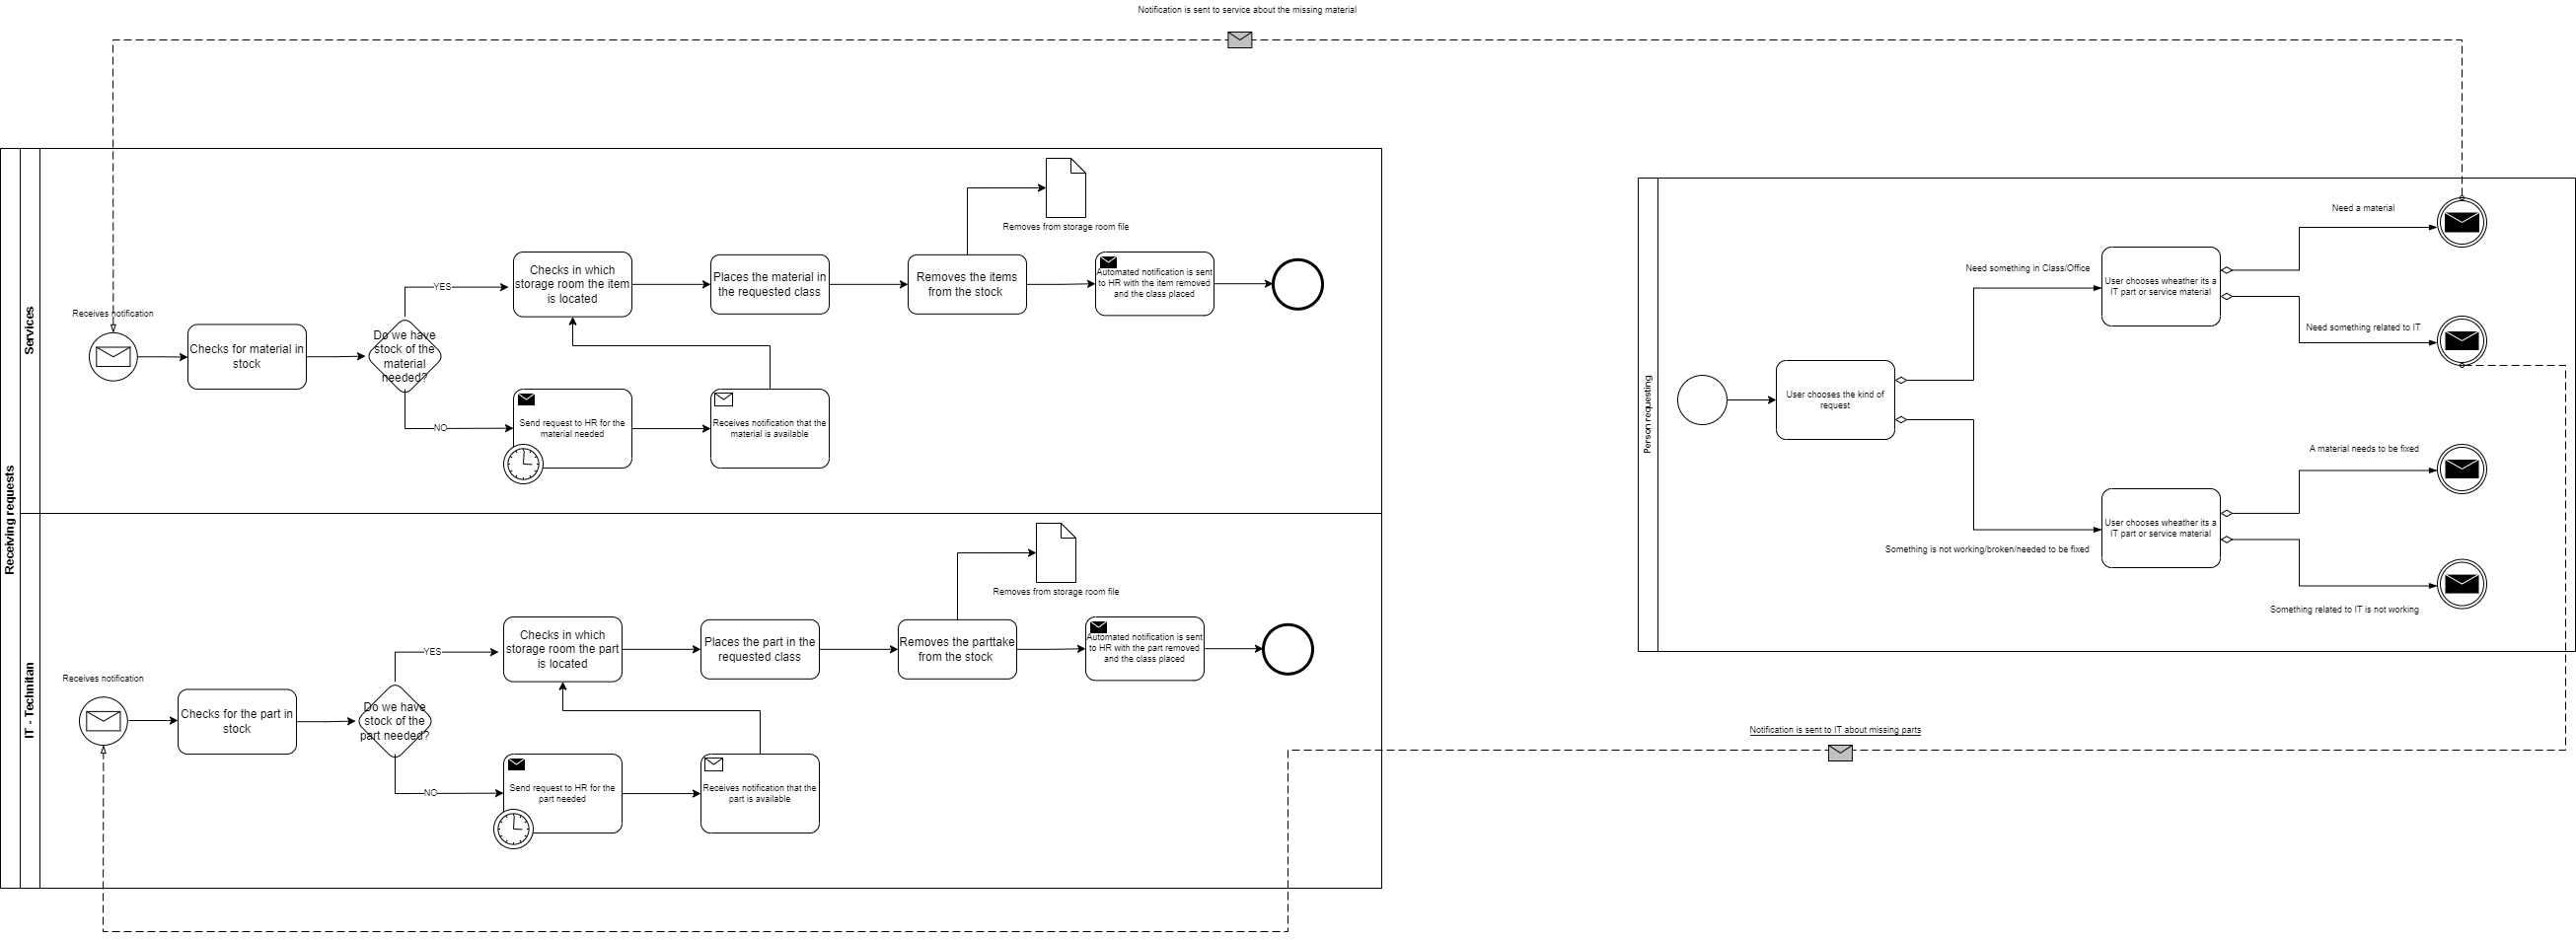 Notification is sent to service about the missing material
Receiving requests
Services
Receives notification
Checks for material in
stock
Do we have
stock of the
material
needed?
YES
NO
Checks in which
storage room the item
is located
Places the material in
the requested class
Removes the items
from the stock
Removes from storage room file
Automated notification is sent
to HR with the item removed
and the class placed
Send request to HR for the
material needed
Receives notification that the
material is available
IT - Technitan
Receives notification
Checks for the part in
stock
Do we have
stock of the
part needed?
YES
NO
Checks in which
storage room the part
is located
Places the part in the
requested class
Removes the parttake
from the stock
Removes from storage room file
Automated notification is sent
to HR with the part removed
and the class placed
Send request to HR for the
part needed
Receives notification that the
part is available
Person requesting
User chooses the kind of
request
Need something in Class/Office
User chooses wheather its a
IT part or service material
Need a material
Need something related to IT
Something is not working/broken/needed to be fixed
User chooses wheather its a
IT part or service material
A material needs to be fixed
Something related to IT is not working
Notification is sent to IT about missing parts